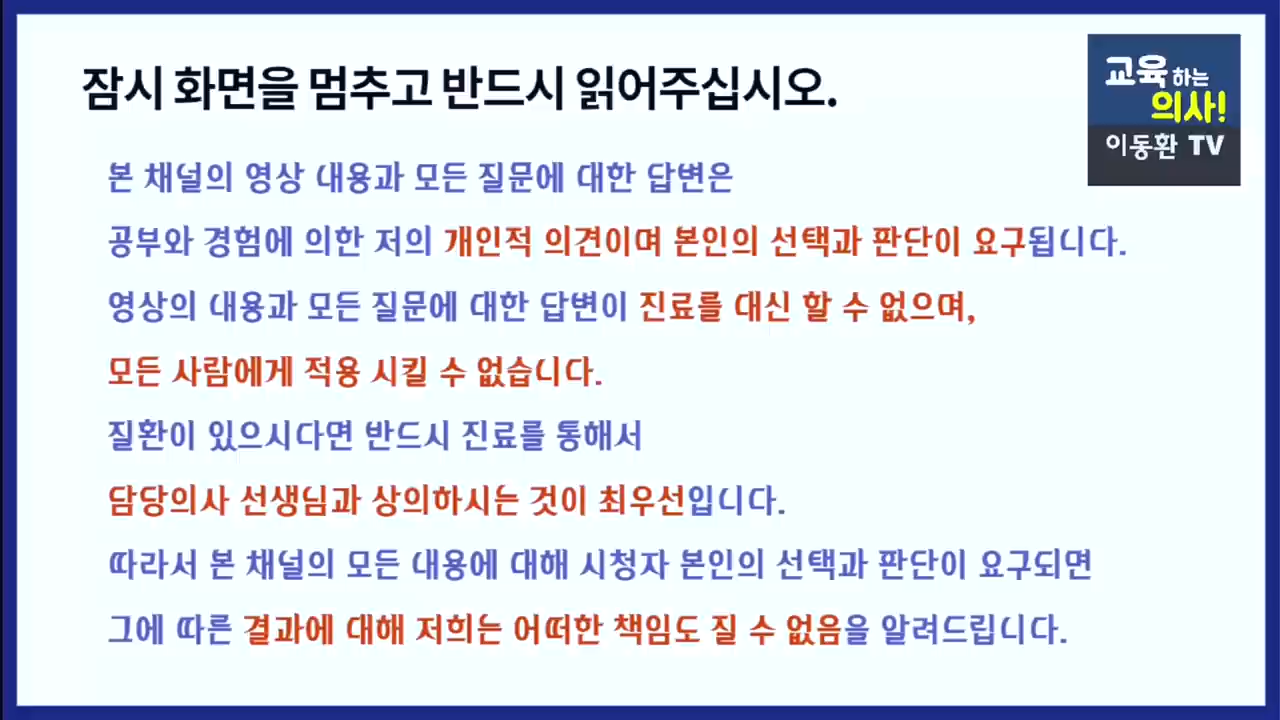 잠시 화면을 멈추고 반드시 읽어주십시오.
교육하는
의사!
이동환 TV
본 채널의 영상 내용과 모든 질문에 대한 답변은
공부와 경험에 의한 저의 개인적 의견이며 본인의 선택과 판단이 요구됩니다.
영상의 내용과 모든 질문에 대한 답변이 진료를 대신 할 수 없으며,
모든 사람에게 적용 시킬 수 없습니다.
질환이 있으시다면 반드시 진료를 통해서
담당의사 선생님과 상의하시는 것이 최우선입니다.
따라서 본 채널의 모든 내용에 대해 시청자 본인의 선택과 판단이 요구되면
그에 따른 결과에 대해 저희는 어떠한 책임도 질 수 없음을 알려드립니다.